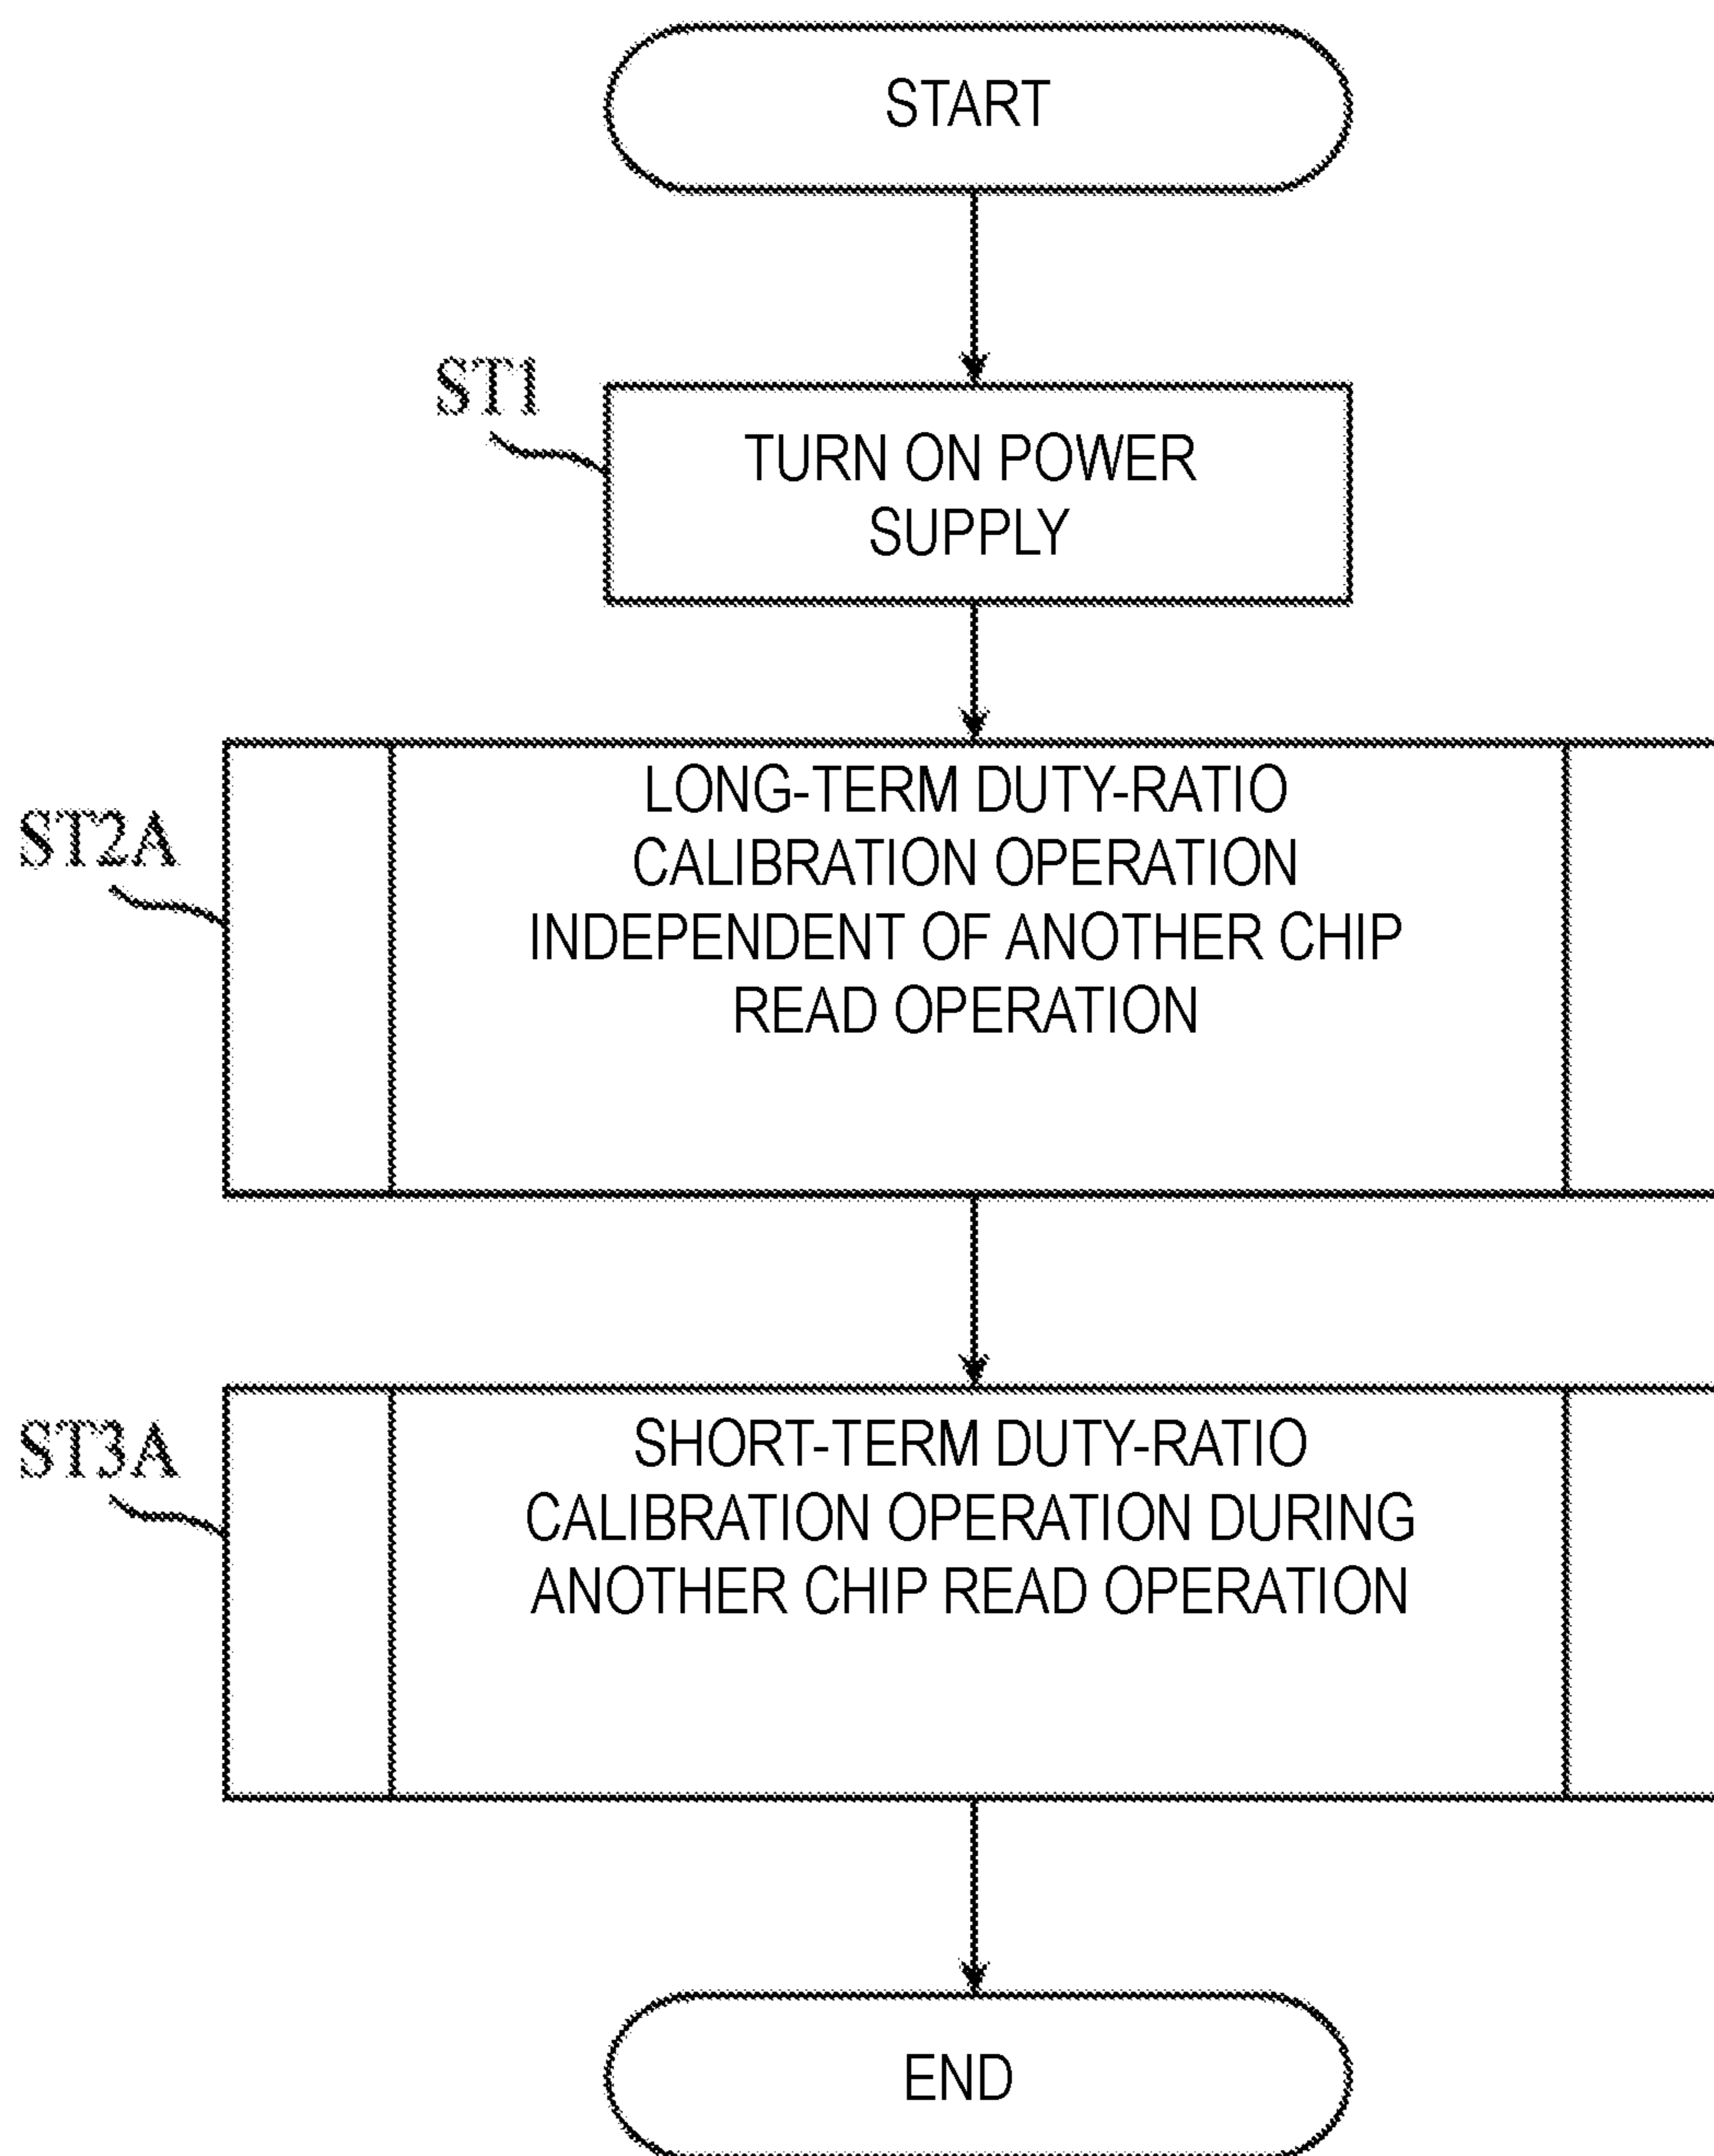 START
ST1
TURN ON POWER
SUPPLY
ST2A
LONG-TERM DUTY-RATIO
CALIBRATION OPERATION
INDEPENDENT OF ANOTHER CHIP
READ OPERATION
ST3A
SHORT-TERM DUTY-RATIO
CALIBRATION OPERATION DURING
ANOTHER CHIP READ OPERATION
END